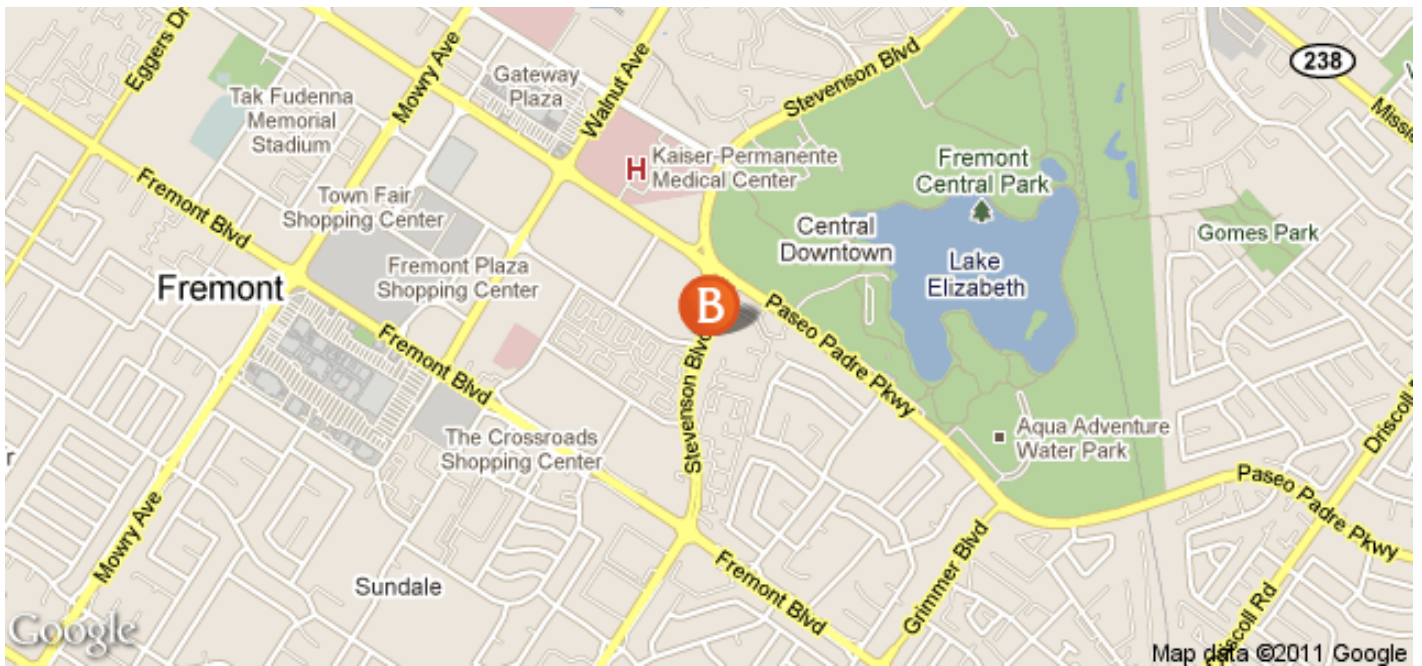 Eggers Dr
Mowry Ave
Gateway
Plaza
Walnut Ave
Stevenson Blvd
238
Tak Fudenna
Memorial
Stadium
H
Kaiser-Permanente
Medical Center
Fremont
Central Park
Fremont Blvd
Town Fair
Shopping Center
Central
Downtown
Gomes Park
Fremont
Fremont Plaza
Shopping Center
Lake
Elizabeth
B
Paseo Padre Pkwy
Fremont Blvd
Stevenson Blvd
The Crossroads
Shopping Center
Aqua Adventure
Water Park
Paseo Padre Pkwy
Mowry Ave
Sundale
Fremont Blvd
Grimmer Blvd
Driscoll
Google
Map data ©2011 Google